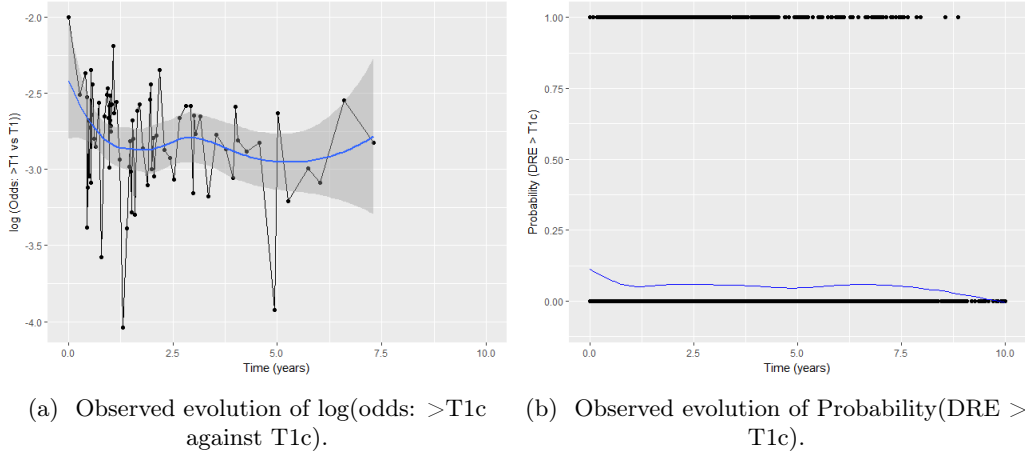 -2.0
-2.5
-3.0
-3.5
-4.0
log (Odds: >T1 vs T1))
0.0 2.5 5.0 7.5 10.0
Time (years)
1.00
0.75
0.50
0.25
0.00
Probability (DRE > T1c)
0.0 2.5 5.0 7.5 10.0
Time (years)
(a) Observed evolution of log(odds: >T1c
against T1c).
(b) Observed evolution of Probability(DRE >
T1c).